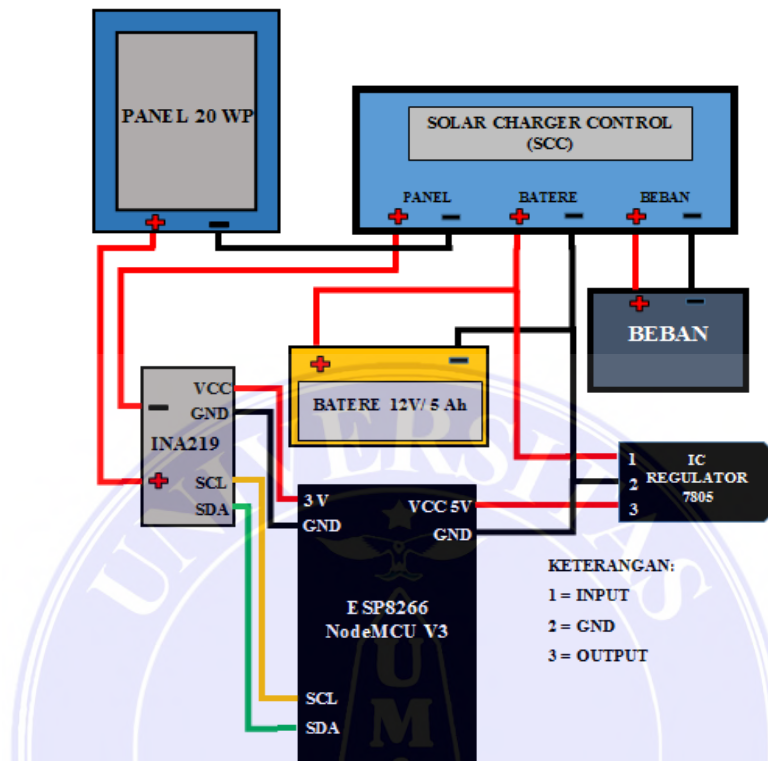 PANEL 20 WP
SOLAR CHARGER CONTROL
(SCC)
PANEL
BATERE
BEBAN
BEBAN
BATERE 12V/ 5 Ah
VCC
GND
INA219
SCL
SDA
1
2
3
IC
REGULATOR
7805
3 V
GND
VCC 5V
GND
ESP8266
NodeMCU V3
SCL
SDA
KETERANGAN:
1 = INPUT
2 = GND
3 = OUTPUT
UNIVERSITAS
UM